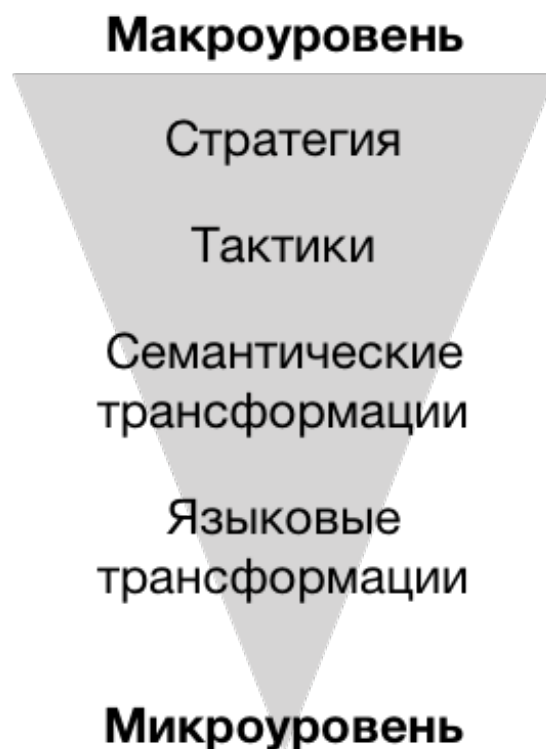 Макроуровень
Стратегия
Тактики
Семантические
трансформации
Языковые
трансформации
Микроуровень